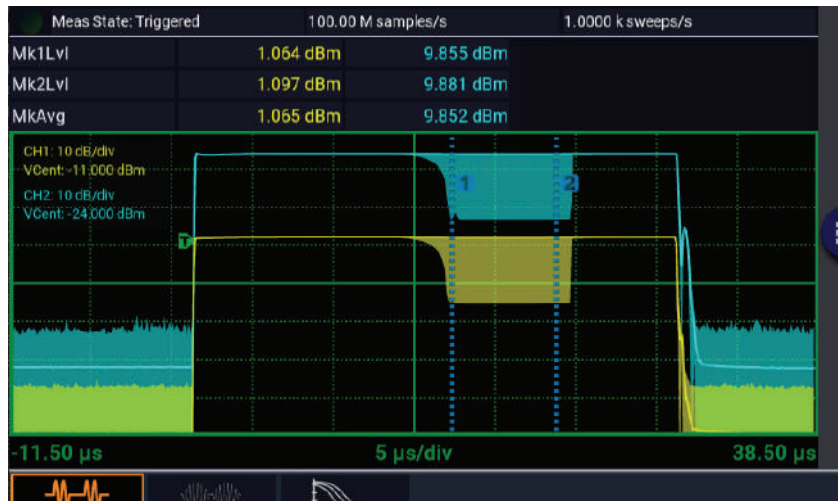 Meas State: Triggered 100.00 M samples/s 1.0000 k sweeps/s
Mk1Lvl 1.064 dBm 9.855 dBm
Mk2Lvl 1.097 dBm 9.881 dBm
MkAvg 1.065 dBm 9.852 dBm
CH1: 10 dB/div
VCent: -11.000 dBm
CH2: 10 dB/div
VCent: -24.000 dBm
1 2
T
-11.50 µs 5 µs/div 38.50 µs